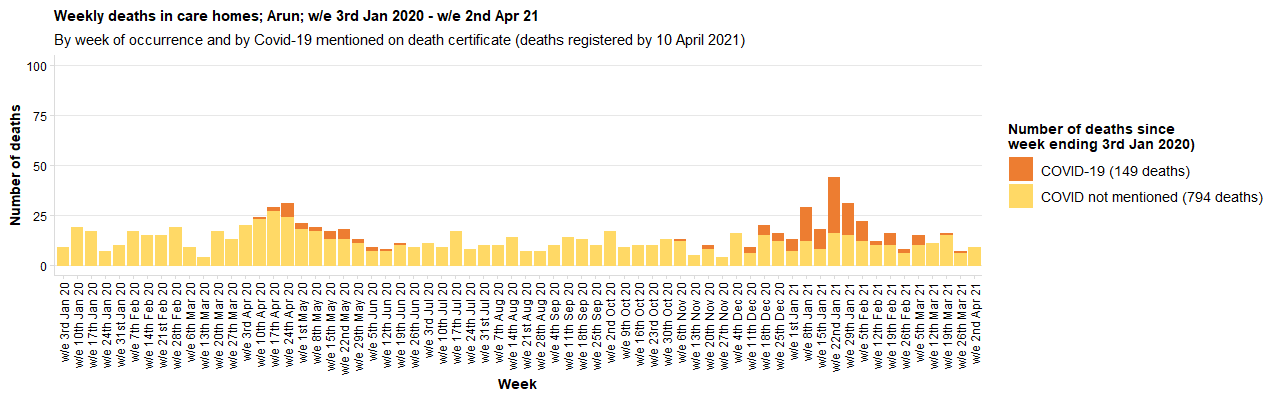 Weekly deaths in care homes; Arun; w/e 3rd Jan 2020 - w/e 2nd Apr 21
By week of occurrence and by Covid-19 mentioned on death certificate (deaths registered by 10 April 2021)
Number of deaths
100
75
50
25
0
w/e 3rd Jan 20
w/e 10th Jan 20
w/e 17th Jan 20
w/e 24th Jan 20
w/e 31st Jan 20
w/e 7th Feb 20
w/e 14th Feb 20
w/e 21st Feb 20
w/e 28th Feb 20
w/e 6th Mar 20
w/e 13th Mar 20
w/e 20th Mar 20
w/e 27th Mar 20
w/e 3rd Apr 20
w/e 10th Apr 20
w/e 17th Apr 20
w/e 24th Apr 20
w/e 1st May 20
w/e 8th May 20
w/e 15th May 20
w/e 22nd May 20
w/e 29th May 20
w/e 5th Jun 20
w/e 12th Jun 20
w/e 19th Jun 20
w/e 26th Jun 20
w/e 3rd Jul 20
w/e 10th Jul 20
w/e 17th Jul 20
w/e 24th Jul 20
w/e 31st Jul 20
w/e 7th Aug 20
w/e 14th Aug 20
w/e 21st Aug 20
w/e 28th Aug 20
w/e 4th Sep 20
w/e 11th Sep 20
w/e 18th Sep 20
w/e 25th Sep 20
w/e 2nd Oct 20
w/e 9th Oct 20
w/e 16th Oct 20
w/e 23rd Oct 20
w/e 30th Oct 20
w/e 6th Nov 20
w/e 13th Nov 20
w/e 20th Nov 20
w/e 27th Nov 20
w/e 4th Dec 20
w/e 11th Dec 20
w/e 18th Dec 20
w/e 25th Dec 20
w/e 1st Jan 21
w/e 8th Jan 21
w/e 15th Jan 21
w/e 22nd Jan 21
w/e 29th Jan 21
w/e 5th Feb 21
w/e 12th Feb 21
w/e 19th Feb 21
w/e 26th Feb 21
w/e 5th Mar 21
w/e 12th Mar 21
w/e 19th Mar 21
w/e 26th Mar 21
w/e 2nd Apr 21
Week
Number of deaths since
week ending 3rd Jan 2020)
COVID-19 (149 deaths)
COVID not mentioned (794 deaths)